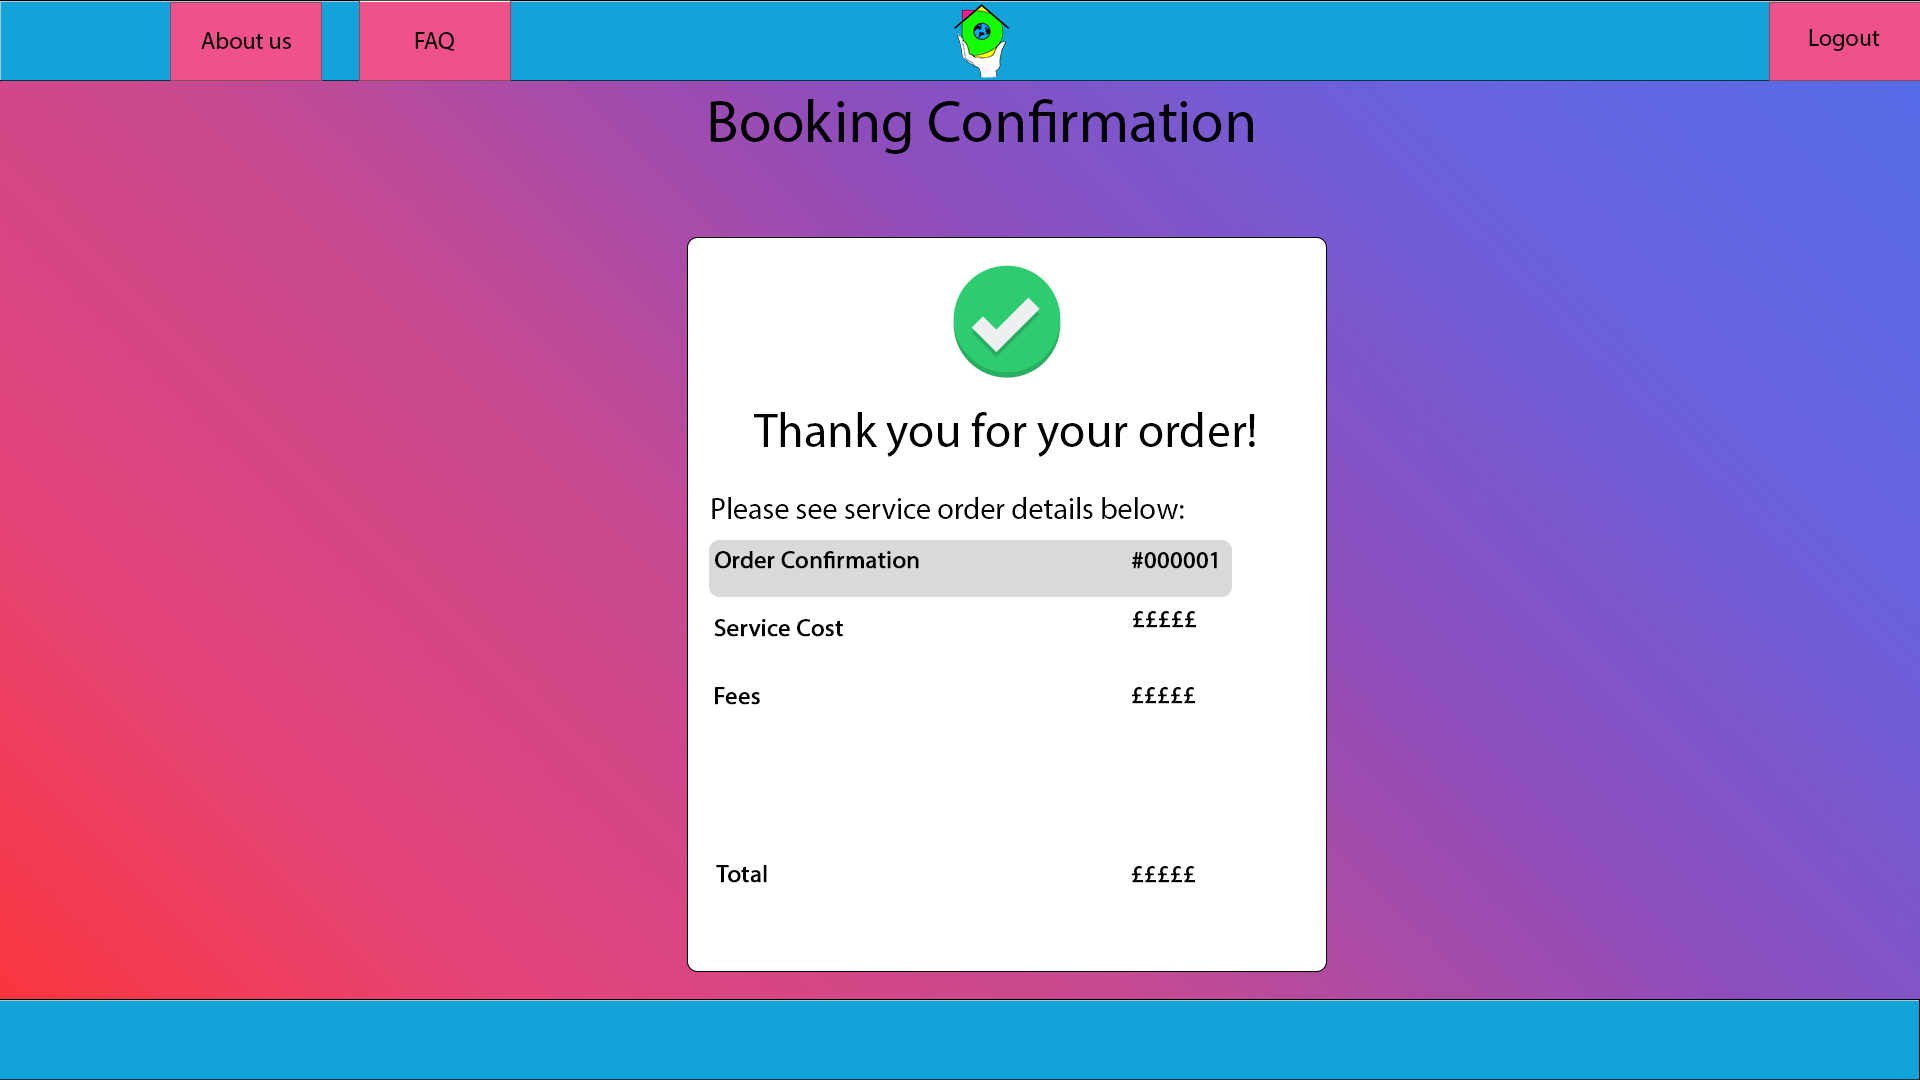 About us
FAQ
Logout
Booking Confirmation
Thank you for your order!
Please see service order details below:
Order Confirmation #000001
Service Cost £££££
Fees £££££
Total £££££